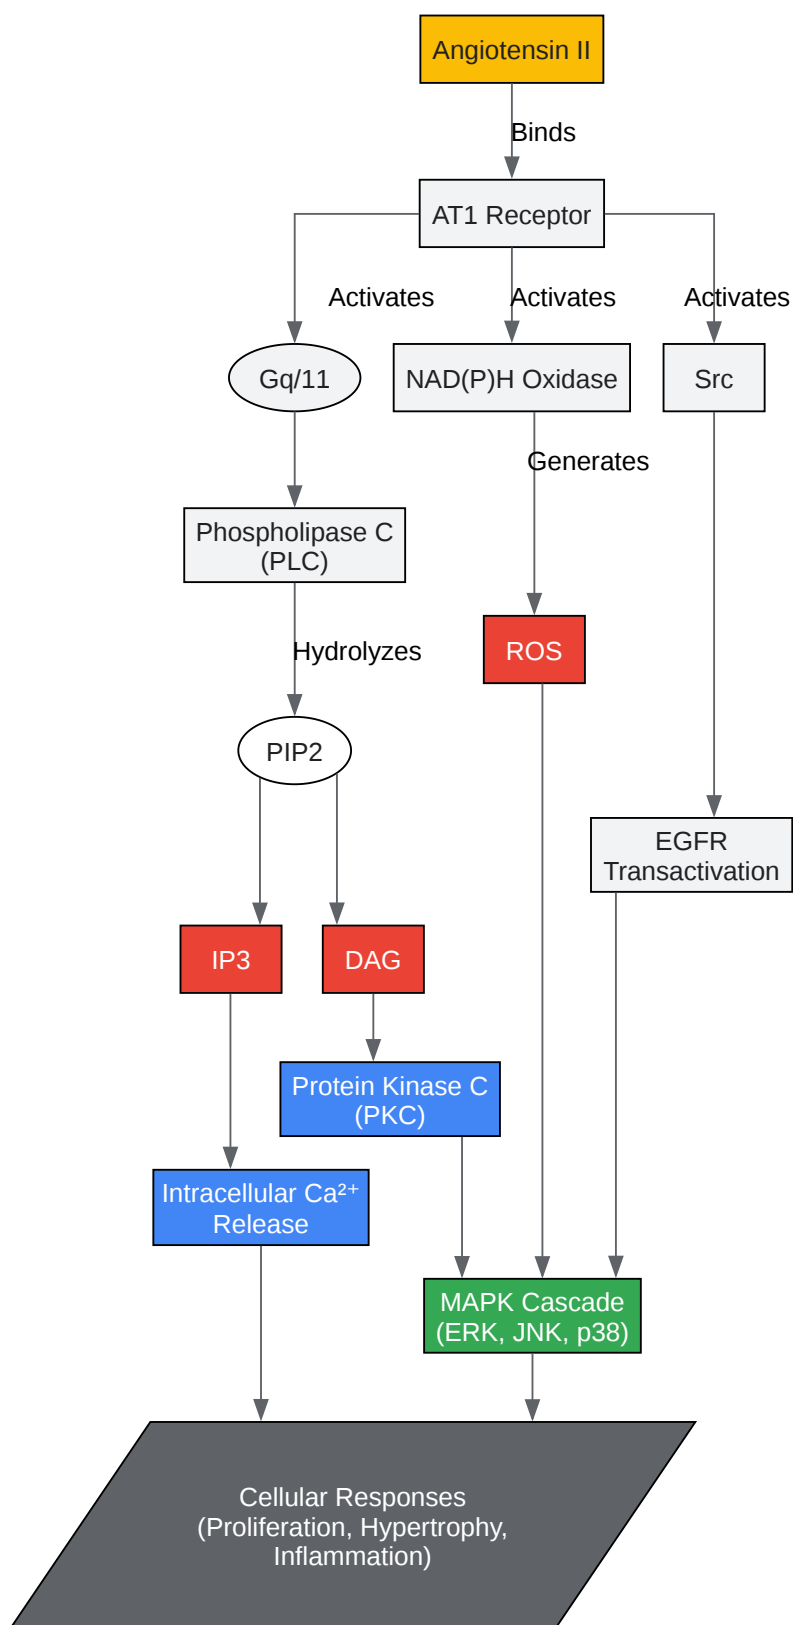 Angiotensin II
Binds
AT1 Receptor
Activates
Activates
Activates
Gq/11
NAD(P)H Oxidase
Src
Generates
Phospholipase C
(PLC)
Hydrolyzes
ROS
PIP2
EGFR
Transactivation
IP3
DAG
Protein Kinase C
(PKC)
Intracellular Ca²⁺
Release
MAPK Cascade
(ERK, JNK, p38)
Cellular Responses
(Proliferation, Hypertrophy,
Inflammation)